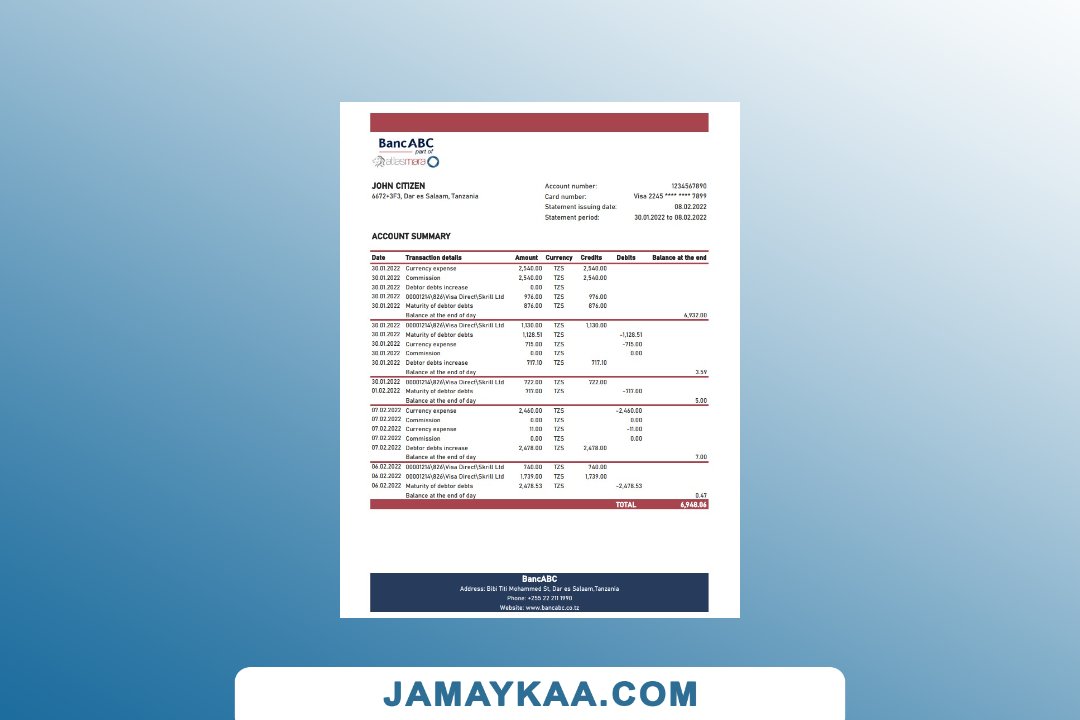 BancABC
part of
atlasmara
JOHN CITIZEN
6672+3F3, Dar es Salaam, Tanzania
Account number: 1234567890
Card number: Visa 2245 **** **** 7899
Statement issuing date: 08.02.2022
Statement period: 30.01.2022 to 08.02.2022
ACCOUNT SUMMARY
Date Transaction details Amount Currency Credits Debits Balance at the end
30.01.2022 Currency expense 2,540.00 TZS 2,540.00
30.01.2022 Commission 2,540.00 TZS 2,540.00
30.01.2022 Debtor debts increase 0.00 TZS
30.01.2022 00001214\826\Visa Direct\Skrill Ltd 976.00 TZS 976.00
30.01.2022 Maturity of debtor debts 876.00 TZS 876.00
Balance at the end of day 6,932.00
30.01.2022 00001214\826\Visa Direct\Skrill Ltd 1,130.00 TZS 1,130.00
30.01.2022 Maturity of debtor debts 1,128.51 TZS -1,128.51
30.01.2022 Currency expense 715.00 TZS -715.00
30.01.2022 Commission 0.00 TZS 0.00
30.01.2022 Debtor debts increase 717.10 TZS 717.10
Balance at the end of day 3.59
30.01.2022 00001214\826\Visa Direct\Skrill Ltd 722.00 TZS 722.00
01.02.2022 Maturity of debtor debts 717.00 TZS -717.00
Balance at the end of day 5.00
07.02.2022 Currency expense 2,460.00 TZS -2,460.00
07.02.2022 Commission 0.00 TZS 0.00
07.02.2022 Currency expense 11.00 TZS -11.00
07.02.2022 Commission 0.00 TZS 0.00
07.02.2022 Debtor debts increase 2,478.00 TZS 2,478.00
Balance at the end of day 7.00
06.02.2022 00001214\826\Visa Direct\Skrill Ltd 740.00 TZS 740.00
06.02.2022 00001214\826\Visa Direct\Skrill Ltd 1,739.00 TZS 1,739.00
06.02.2022 Maturity of debtor debts 2,478.53 TZS -2,478.53
Balance at the end of day 0.47
TOTAL 6,948.06
BancABC
Address: Bibi Titi Mohammed St, Dar es Salaam,Tanzania
Phone: +255 22 211 1990
Website: www.bancabc.co.tz
JAMAYKAA.COM